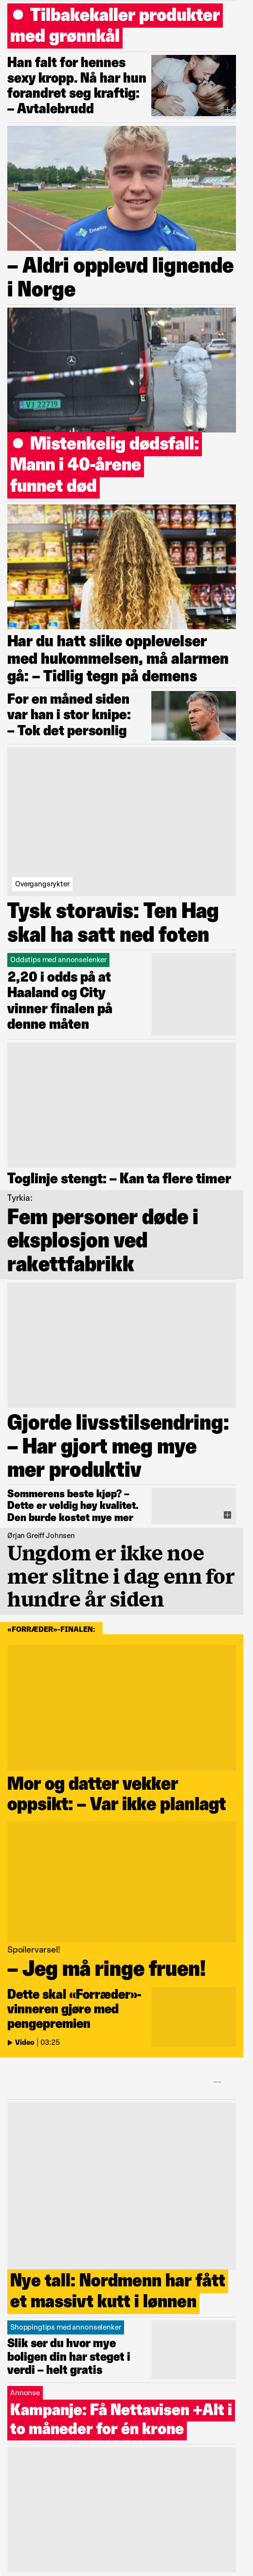 Tilbakekaller produkter
med grønnkål
Han falt for hennes
sexy kropp. Nå har hun
forandret seg kraftig:
– Avtalebrudd
– Aldri opplevd lignende
i Norge
Mistenkelig dødsfall:
Mann i 40-årene
funnet død
Har du hatt slike opplevelser
med hukommelsen, må alarmen
gå: – Tidlig tegn på demens
For en måned siden
var han i stor knipe:
– Tok det personlig
Overgangsrykter
Tysk storavis: Ten Hag
skal ha satt ned foten
Oddstips med annonselenker
2,20 i odds på at
Haaland og City
vinner finalen på
denne måten
Toglinje stengt: – Kan ta flere timer
Tyrkia:
Fem personer døde i
eksplosjon ved
rakettfabrikk
Gjorde livsstilsendring:
– Har gjort meg mye
mer produktiv
Sommerens beste kjøp? –
Dette er veldig høy kvalitet.
Den burde kostet mye mer
Ørjan Greiff Johnsen
Ungdom er ikke noe
mer slitne i dag enn for
hundre år siden
«FORRÆDER»-FINALEN:
Mor og datter vekker
oppsikt: – Var ikke planlagt
Spoilervarsel!
– Jeg må ringe fruen!
Dette skal «Forræder»-
vinneren gjøre med
pengepremien
Video | 03:25
Nye tall: Nordmenn har fått
et massivt kutt i lønnen
Shoppingtips med annonselenker
Slik ser du hvor mye
boligen din har steget i
verdi – helt gratis
Annonse
Kampanje: Få Nettavisen +Alt i
to måneder for én krone